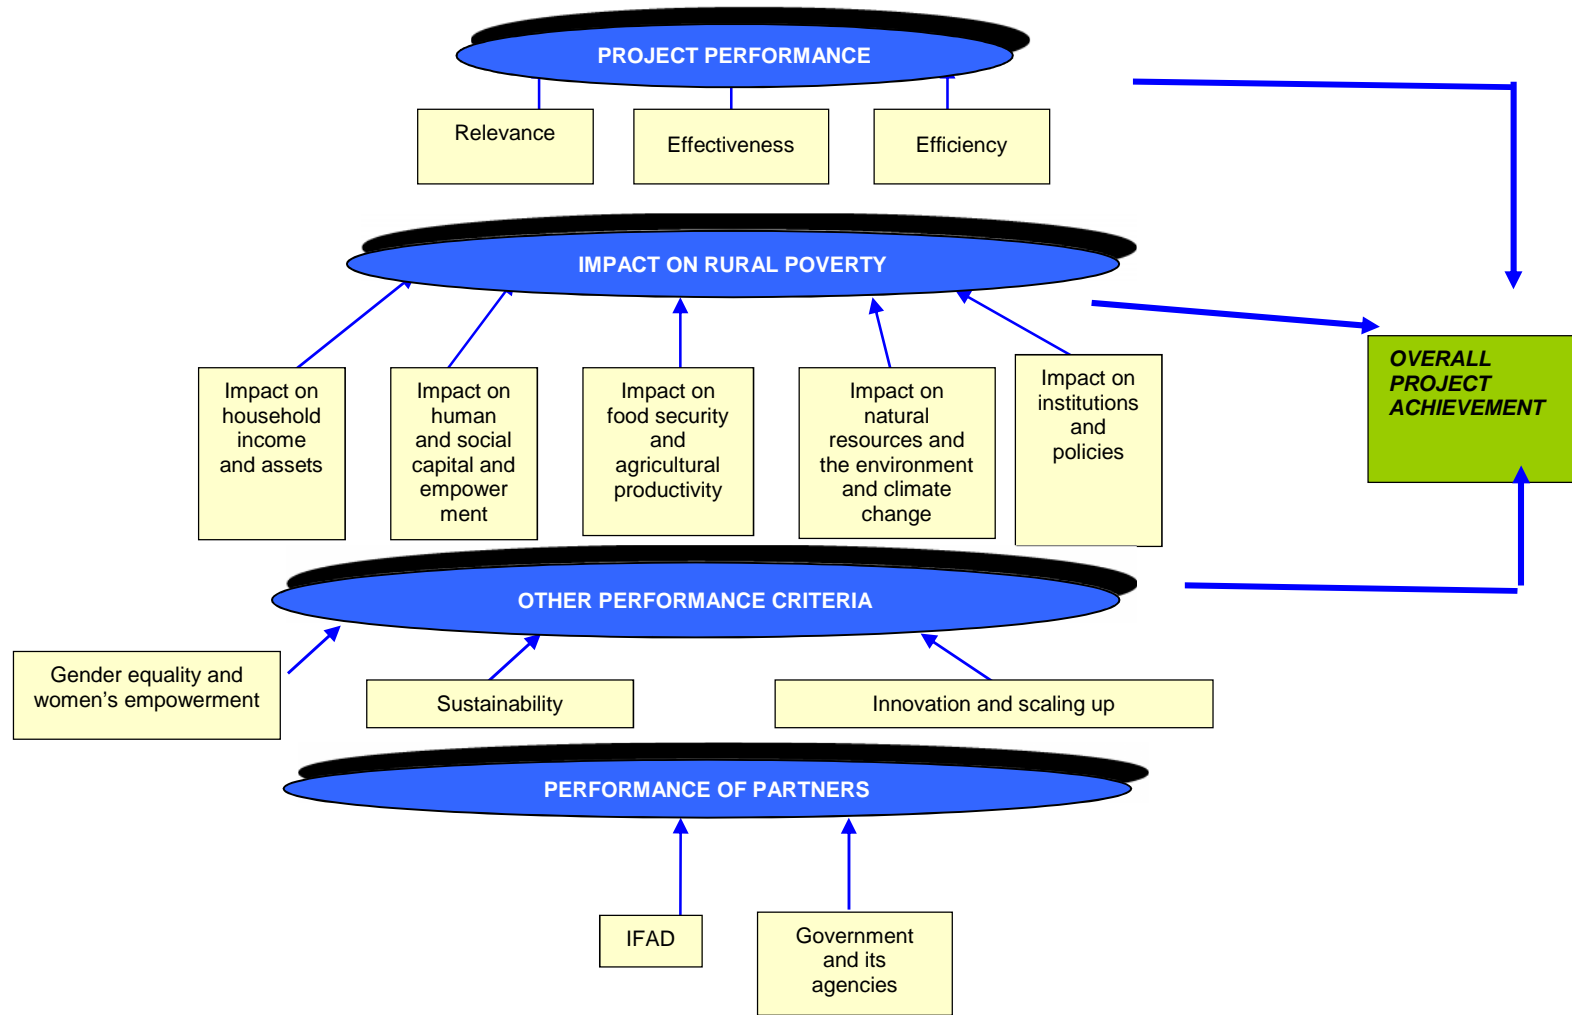 PROJECT PERFORMANCE
Relevance
Effectiveness
Efficiency
IMPACT ON RURAL POVERTY
Impact on
household
income
and assets
Impact on
human
and social
capital and
empower
ment
Impact on
food security
and
agricultural
productivity
Impact on
natural
resources and
the environment
and climate
change
Impact on
institutions
and
policies
OVERALL
PROJECT
ACHIEVEMENT
OTHER PERFORMANCE CRITERIA
Gender equality and
women’s empowerment
Sustainability
Innovation and scaling up
PERFORMANCE OF PARTNERS
IFAD
Government
and its
agencies